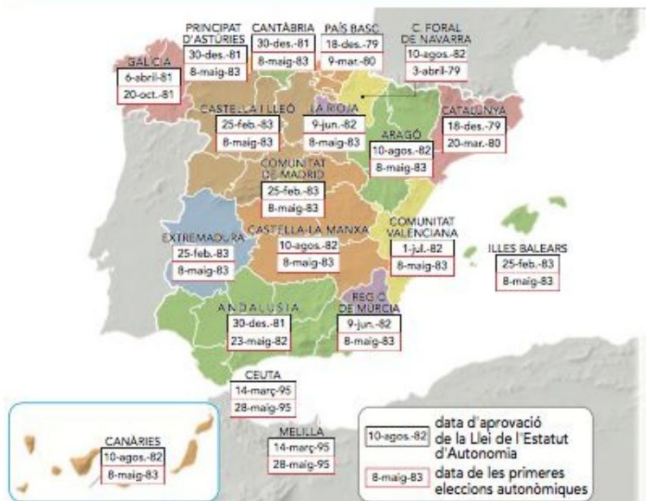 PRINCIPAT
D'ASTÚRIES
30-des.-81
8-maig-83
CANTÀBRIA
30-des.-81
8-maig-83
PAÍS BASC
18-des.-79
9-mar.-80
C. FORAL
DE NAVARRA
10-agos.-82
3-abril-79
GALÍCIA
6-abril-81
20-oct.-81
CASTELLA I LLEÓ
25-feb.-83
8-maig-83
LA RIOJA
9-jun.-82
8-maig-83
ARAGÓ
10-agos.-82
8-maig-83
CATALUNYA
18-des.-79
20-mar.-80
COMUNITAT
DE MADRID
25-feb.-83
8-maig-83
EXTREMADURA
25-feb.-83
8-maig-83
CASTELLA-LA MANXA
10-agos.-82
8-maig-83
COMUNITAT
VALENCIANA
1-jul.-82
8-maig-83
ILLES BALEARS
25-feb.-83
8-maig-83
ANDALUSIA
30-des.-81
23-maig-82
REGIÓ
DE MÚRCIA
9-jun.-82
8-maig-83
CEUTA
14-març-95
28-maig-95
MELILLA
14-març-95
28-maig-95
CANÀRIES
10-agos.-82
8-maig-83
10-agos.-82
data d'aprovació
de la Llei de l'Estatut
d'Autonomia
8-maig-83
data de les primeres
eleccions autonòmiques